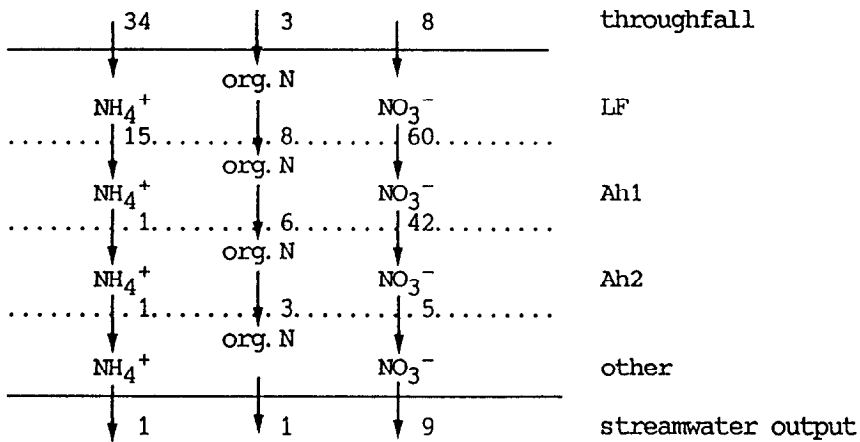 34 3 8 throughfall
org. N
NH4+ NO3− LF
15 8 60
org. N
NH4+ NO3− Ah1
1 6 42
org. N
NH4+ NO3− Ah2
1 3 5
org. N
NH4+ NO3− other
1 1 9 streamwater output